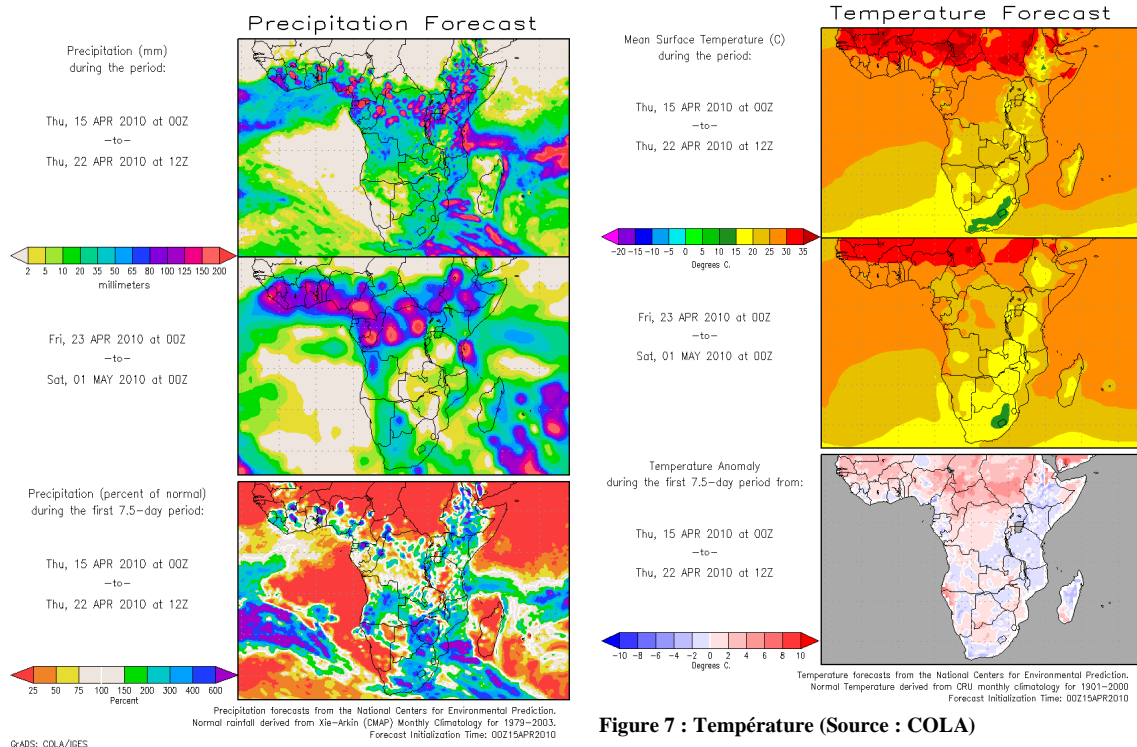 Precipitation Forecast
Precipitation (mm)
during the period:
Thu, 15 APR 2010 at 00Z
-to-
Thu, 22 APR 2010 at 12Z
2 5 10 20 35 50 65 80 100 125 150 200
millimeters
Fri, 23 APR 2010 at 00Z
-to-
Sat, 01 MAY 2010 at 00Z
Precipitation (percent of normal)
during the first 7.5-day period:
Thu, 15 APR 2010 at 00Z
-to-
Thu, 22 APR 2010 at 12Z
25 50 75 100 150 200 300 400 600
Percent
Precipitation forecasts from the National Centers for Environmental Prediction.
Normal rainfall derived from Xie-Arkin (CMAP) Monthly Climatology for 1979-2003.
Forecast Initialization Time: 00Z15APR2010
GrADS: COLA/IGES
Temperature Forecast
Mean Surface Temperature (C)
during the period:
Thu, 15 APR 2010 at 00Z
-to-
Thu, 22 APR 2010 at 12Z
-20 -15 -10 -5 0 5 10 15 20 25 30 35
Degrees C.
Fri, 23 APR 2010 at 00Z
-to-
Sat, 01 MAY 2010 at 00Z
Temperature Anomaly
during the first 7.5-day period from:
Thu, 15 APR 2010 at 00Z
-to-
Thu, 22 APR 2010 at 12Z
-10 -8 -6 -4 -2 0 2 4 6 8 10
Degrees C.
Temperature forecasts from the National Centers for Environmental Prediction.
Normal Temperature derived from CRU monthly climatology for 1901-2000
Forecast Initialization Time: 00Z15APR2010
Figure 7 : Température (Source : COLA)